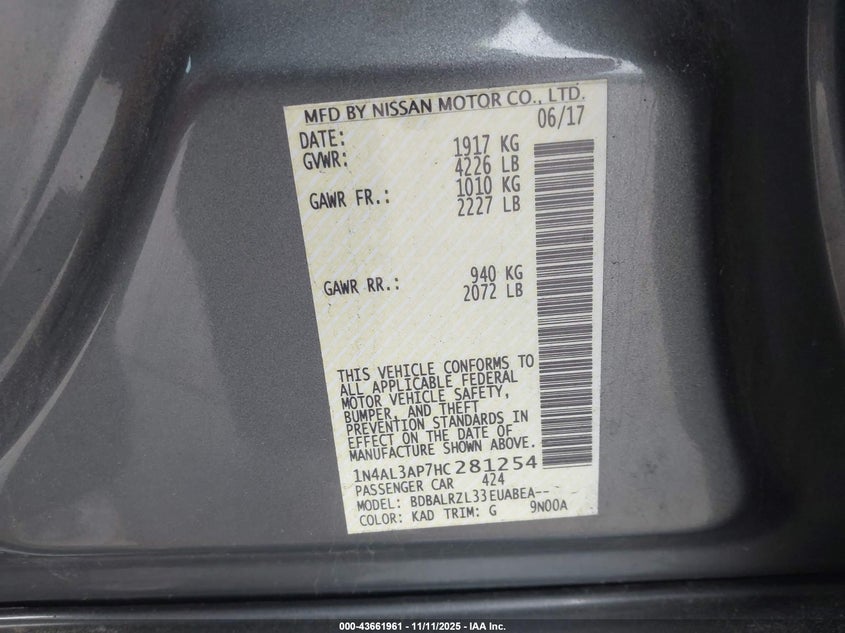 MFD BY NISSAN MOTOR CO., LTD.
DATE: 06/17
GVWR: 1917 KG
4226 LB
GAWR FR.: 1010 KG
2227 LB
GAWR RR.: 940 KG
2072 LB
THIS VEHICLE CONFORMS TO
ALL APPLICABLE FEDERAL
MOTOR VEHICLE SAFETY,
BUMPER, AND THEFT
PREVENTION STANDARDS IN
EFFECT ON THE DATE OF
MANUFACTURE SHOWN ABOVE.
1N4AL3AP7HC281254
PASSENGER CAR 424
MODEL: BDBALRZL33EUABEA--
COLOR: KAD TRIM: G 9N00A
000-43661961 - 11/11/2025 - IAA Inc.